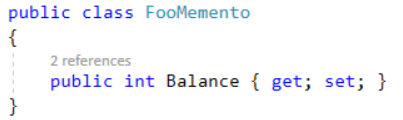 public class FooMemento
{
2 references
public int Balance { get; set; }
}